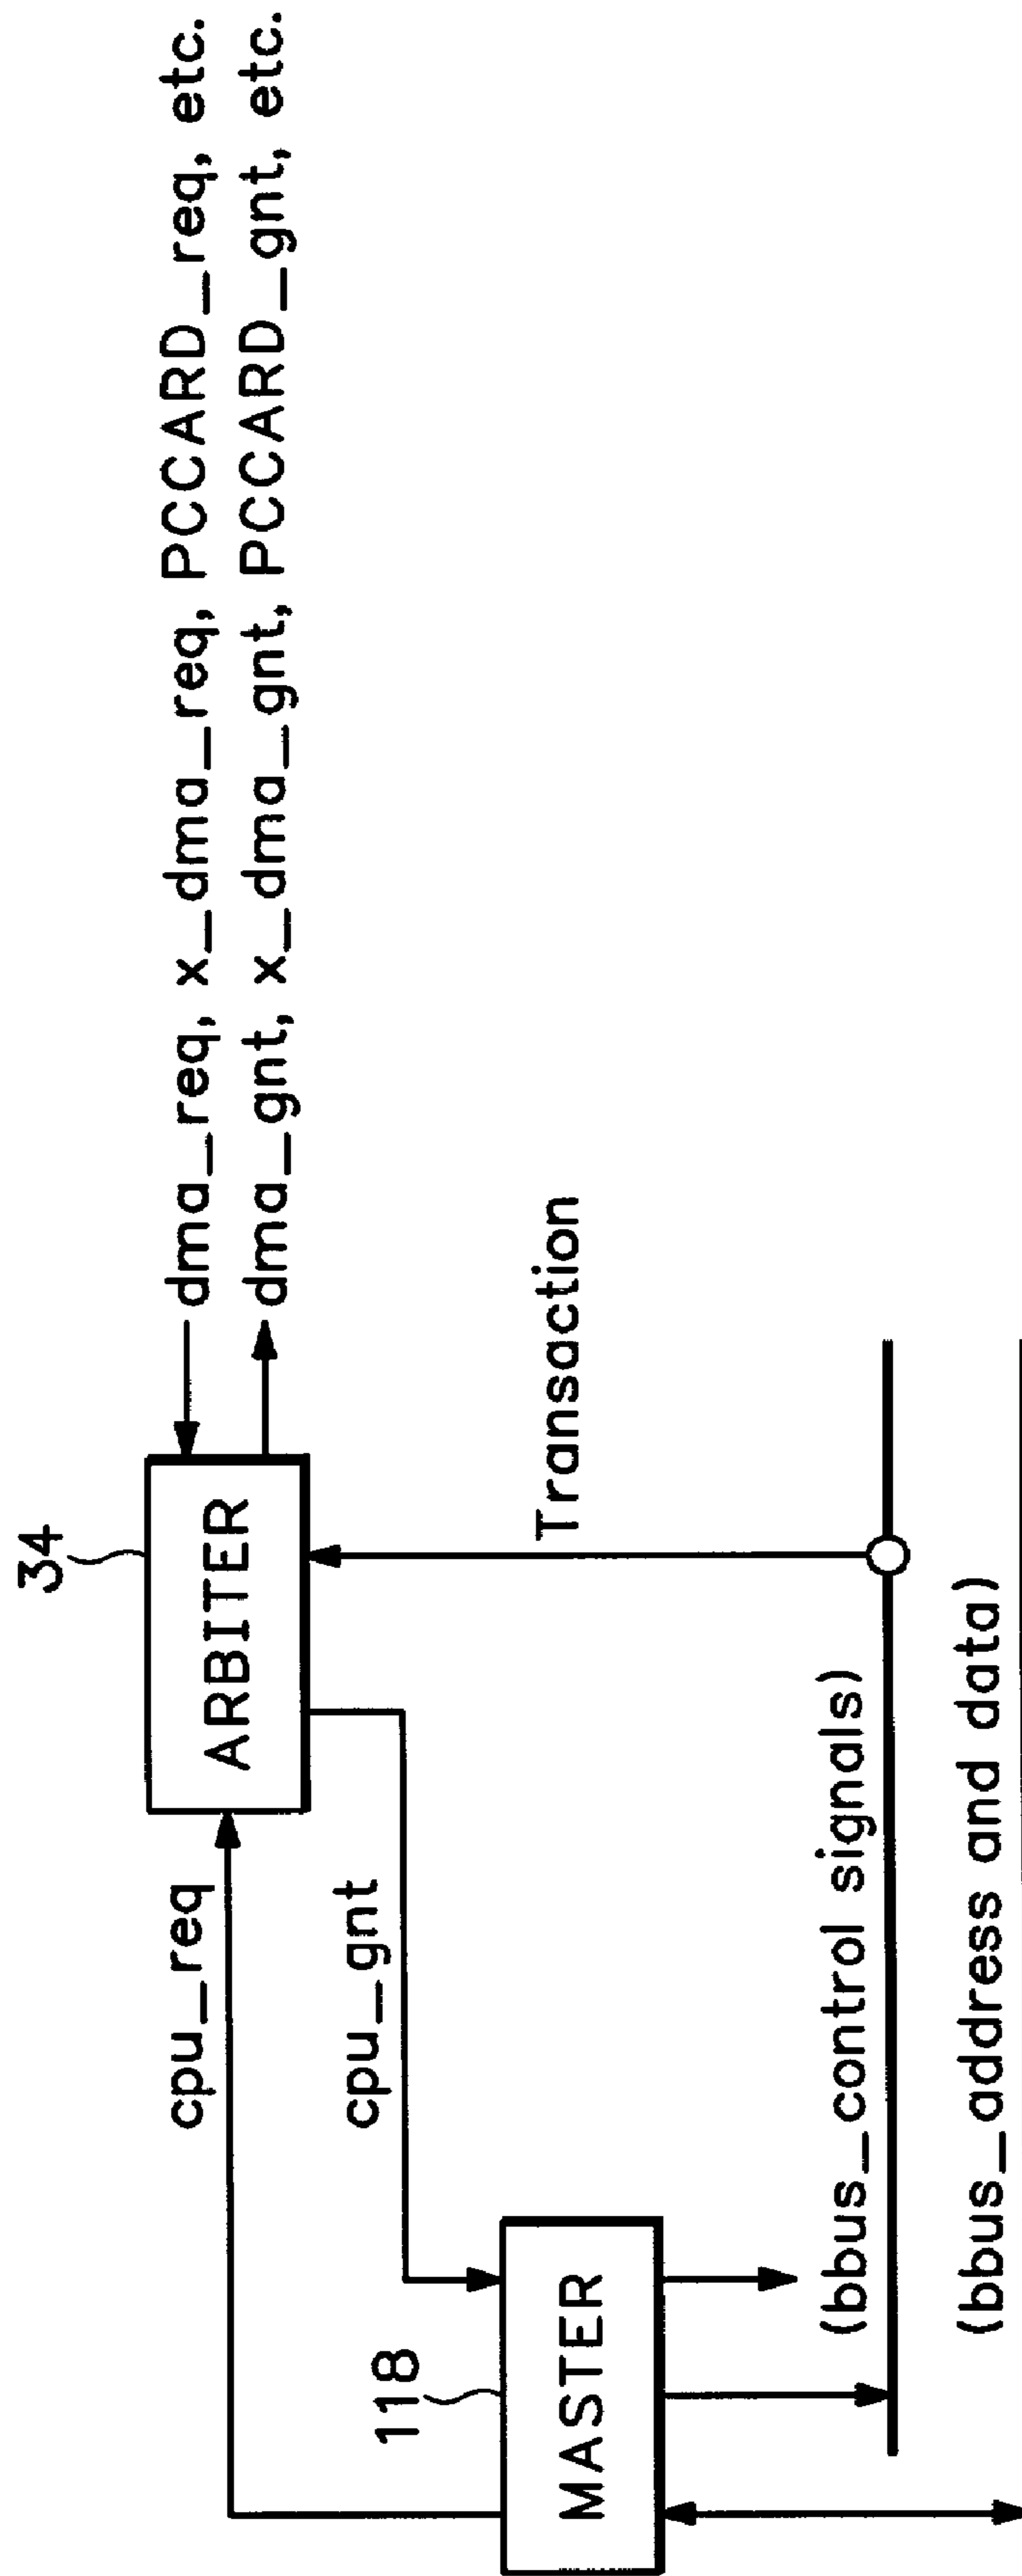 34
ARBITER
dma_req, x_dma_req, PCCARD_req, etc.
dma_gnt, x_dma_gnt, PCCARD_gnt, etc.
cpu_req
cpu_gnt
Transaction
118
MASTER
(bbus_control signals)
(bbus_address and data)